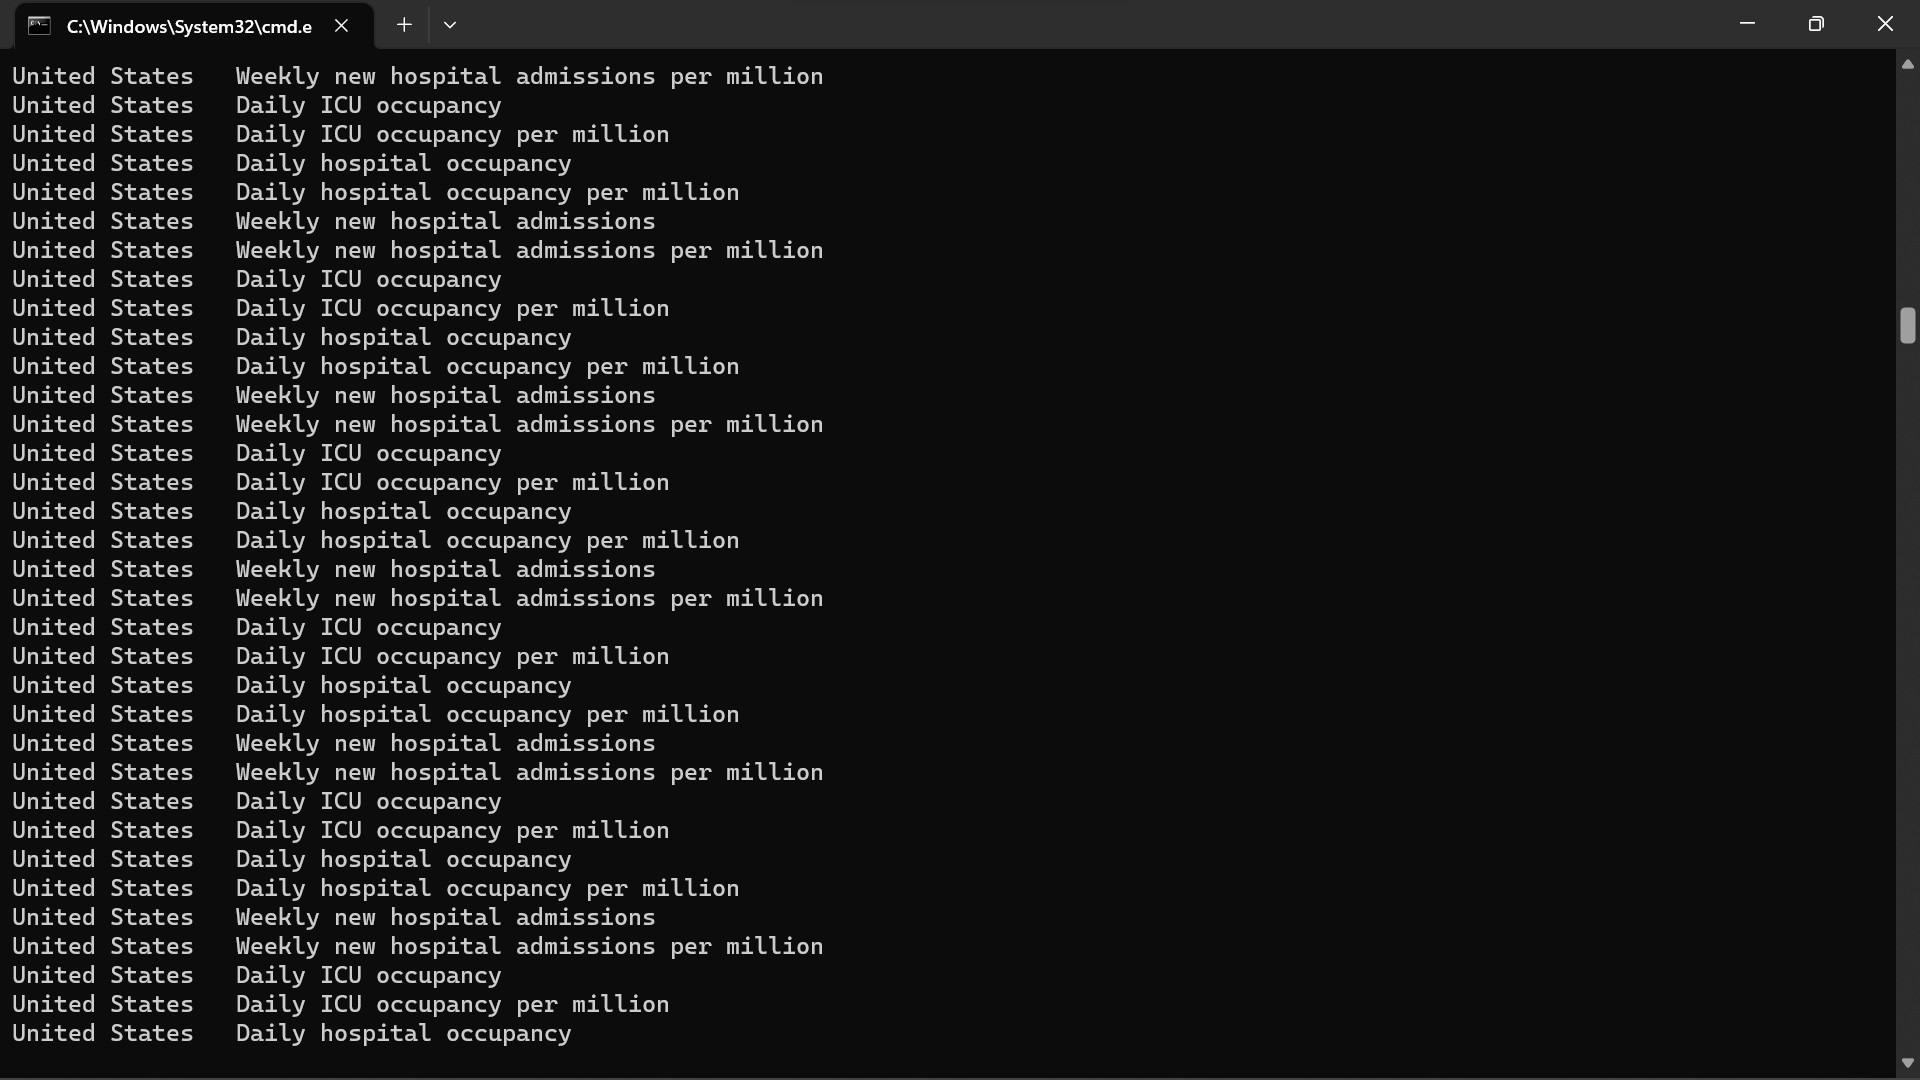 C:\Windows\System32\cmd.e
United States   Weekly new hospital admissions per million
United States   Daily ICU occupancy
United States   Daily ICU occupancy per million
United States   Daily hospital occupancy
United States   Daily hospital occupancy per million
United States   Weekly new hospital admissions
United States   Weekly new hospital admissions per million
United States   Daily ICU occupancy
United States   Daily ICU occupancy per million
United States   Daily hospital occupancy
United States   Daily hospital occupancy per million
United States   Weekly new hospital admissions
United States   Weekly new hospital admissions per million
United States   Daily ICU occupancy
United States   Daily ICU occupancy per million
United States   Daily hospital occupancy
United States   Daily hospital occupancy per million
United States   Weekly new hospital admissions
United States   Weekly new hospital admissions per million
United States   Daily ICU occupancy
United States   Daily ICU occupancy per million
United States   Daily hospital occupancy
United States   Daily hospital occupancy per million
United States   Weekly new hospital admissions
United States   Weekly new hospital admissions per million
United States   Daily ICU occupancy
United States   Daily ICU occupancy per million
United States   Daily hospital occupancy
United States   Daily hospital occupancy per million
United States   Weekly new hospital admissions
United States   Weekly new hospital admissions per million
United States   Daily ICU occupancy
United States   Daily ICU occupancy per million
United States   Daily hospital occupancy